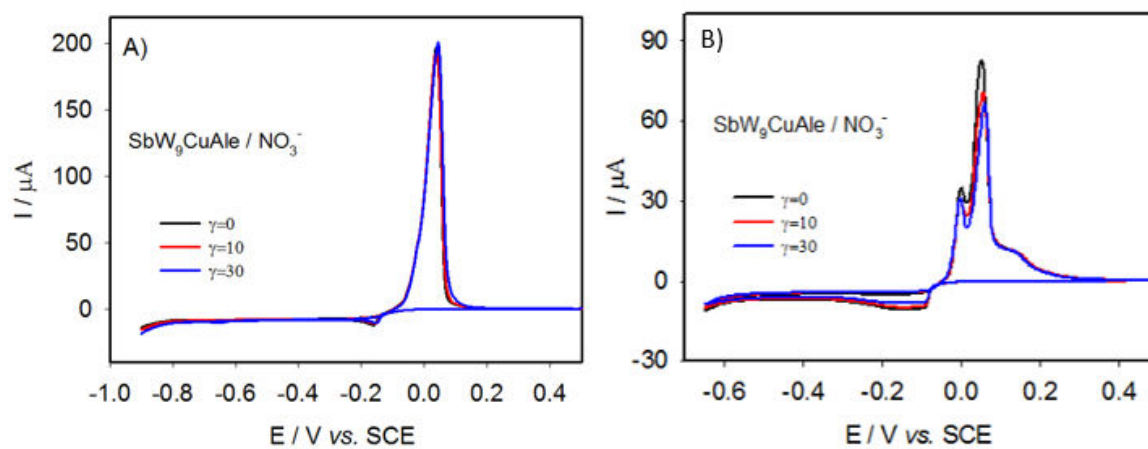 A)
SbW₉CuAle / NO₃⁻
γ=0
γ=10
γ=30
200
150
100
50
0
I / µA
-1.0 -0.8 -0.6 -0.4 -0.2 0.0 0.2 0.4
E / V vs. SCE
B)
SbW₉CuAle / NO₃⁻
γ=0
γ=10
γ=30
90
60
30
0
-30
I / µA
-0.6 -0.4 -0.2 0.0 0.2 0.4
E / V vs. SCE